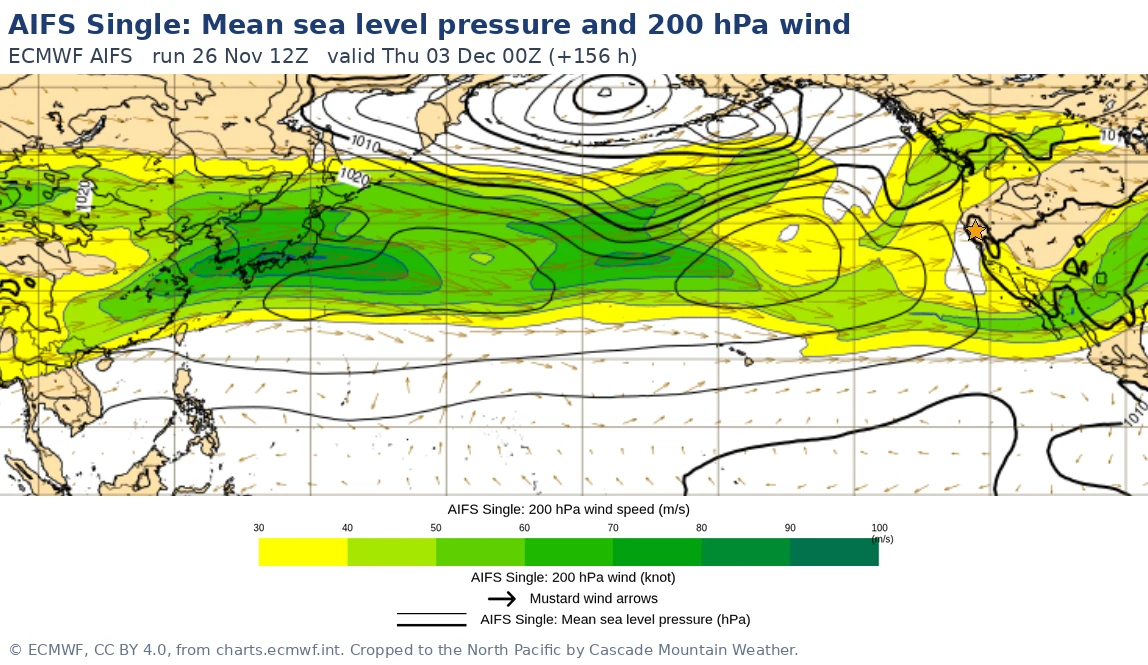 AIFS Single: Mean sea level pressure and 200 hPa wind
ECMWF AIFS   run 26 Nov 12Z   valid Thu 03 Dec 00Z (+156 h)
1010
1020
1020
1010
AIFS Single: 200 hPa wind speed (m/s)
30 40 50 60 70 80 90 100
(m/s)
AIFS Single: 200 hPa wind (knot)
Mustard wind arrows
AIFS Single: Mean sea level pressure (hPa)
© ECMWF, CC BY 4.0, from charts.ecmwf.int. Cropped to the North Pacific by Cascade Mountain Weather.